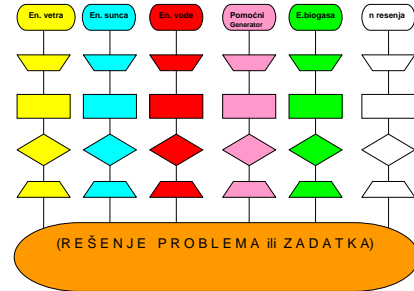 En. vetra
En. sunca
En. vode
Pomoćni
Generator
E.biogasa
n resenja
(REŠENJE PROBLEMA ili ZADATKA)